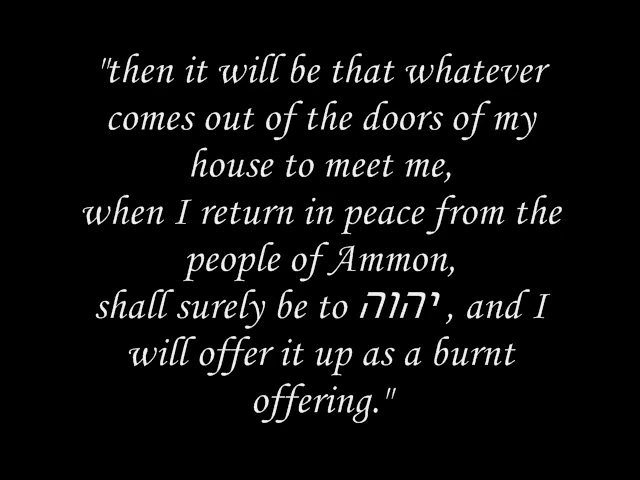 "then it will be that whatever
comes out of the doors of my
house to meet me,
when I return in peace from the
people of Ammon,
shall surely be to יהוה , and I
will offer it up as a burnt
offering."